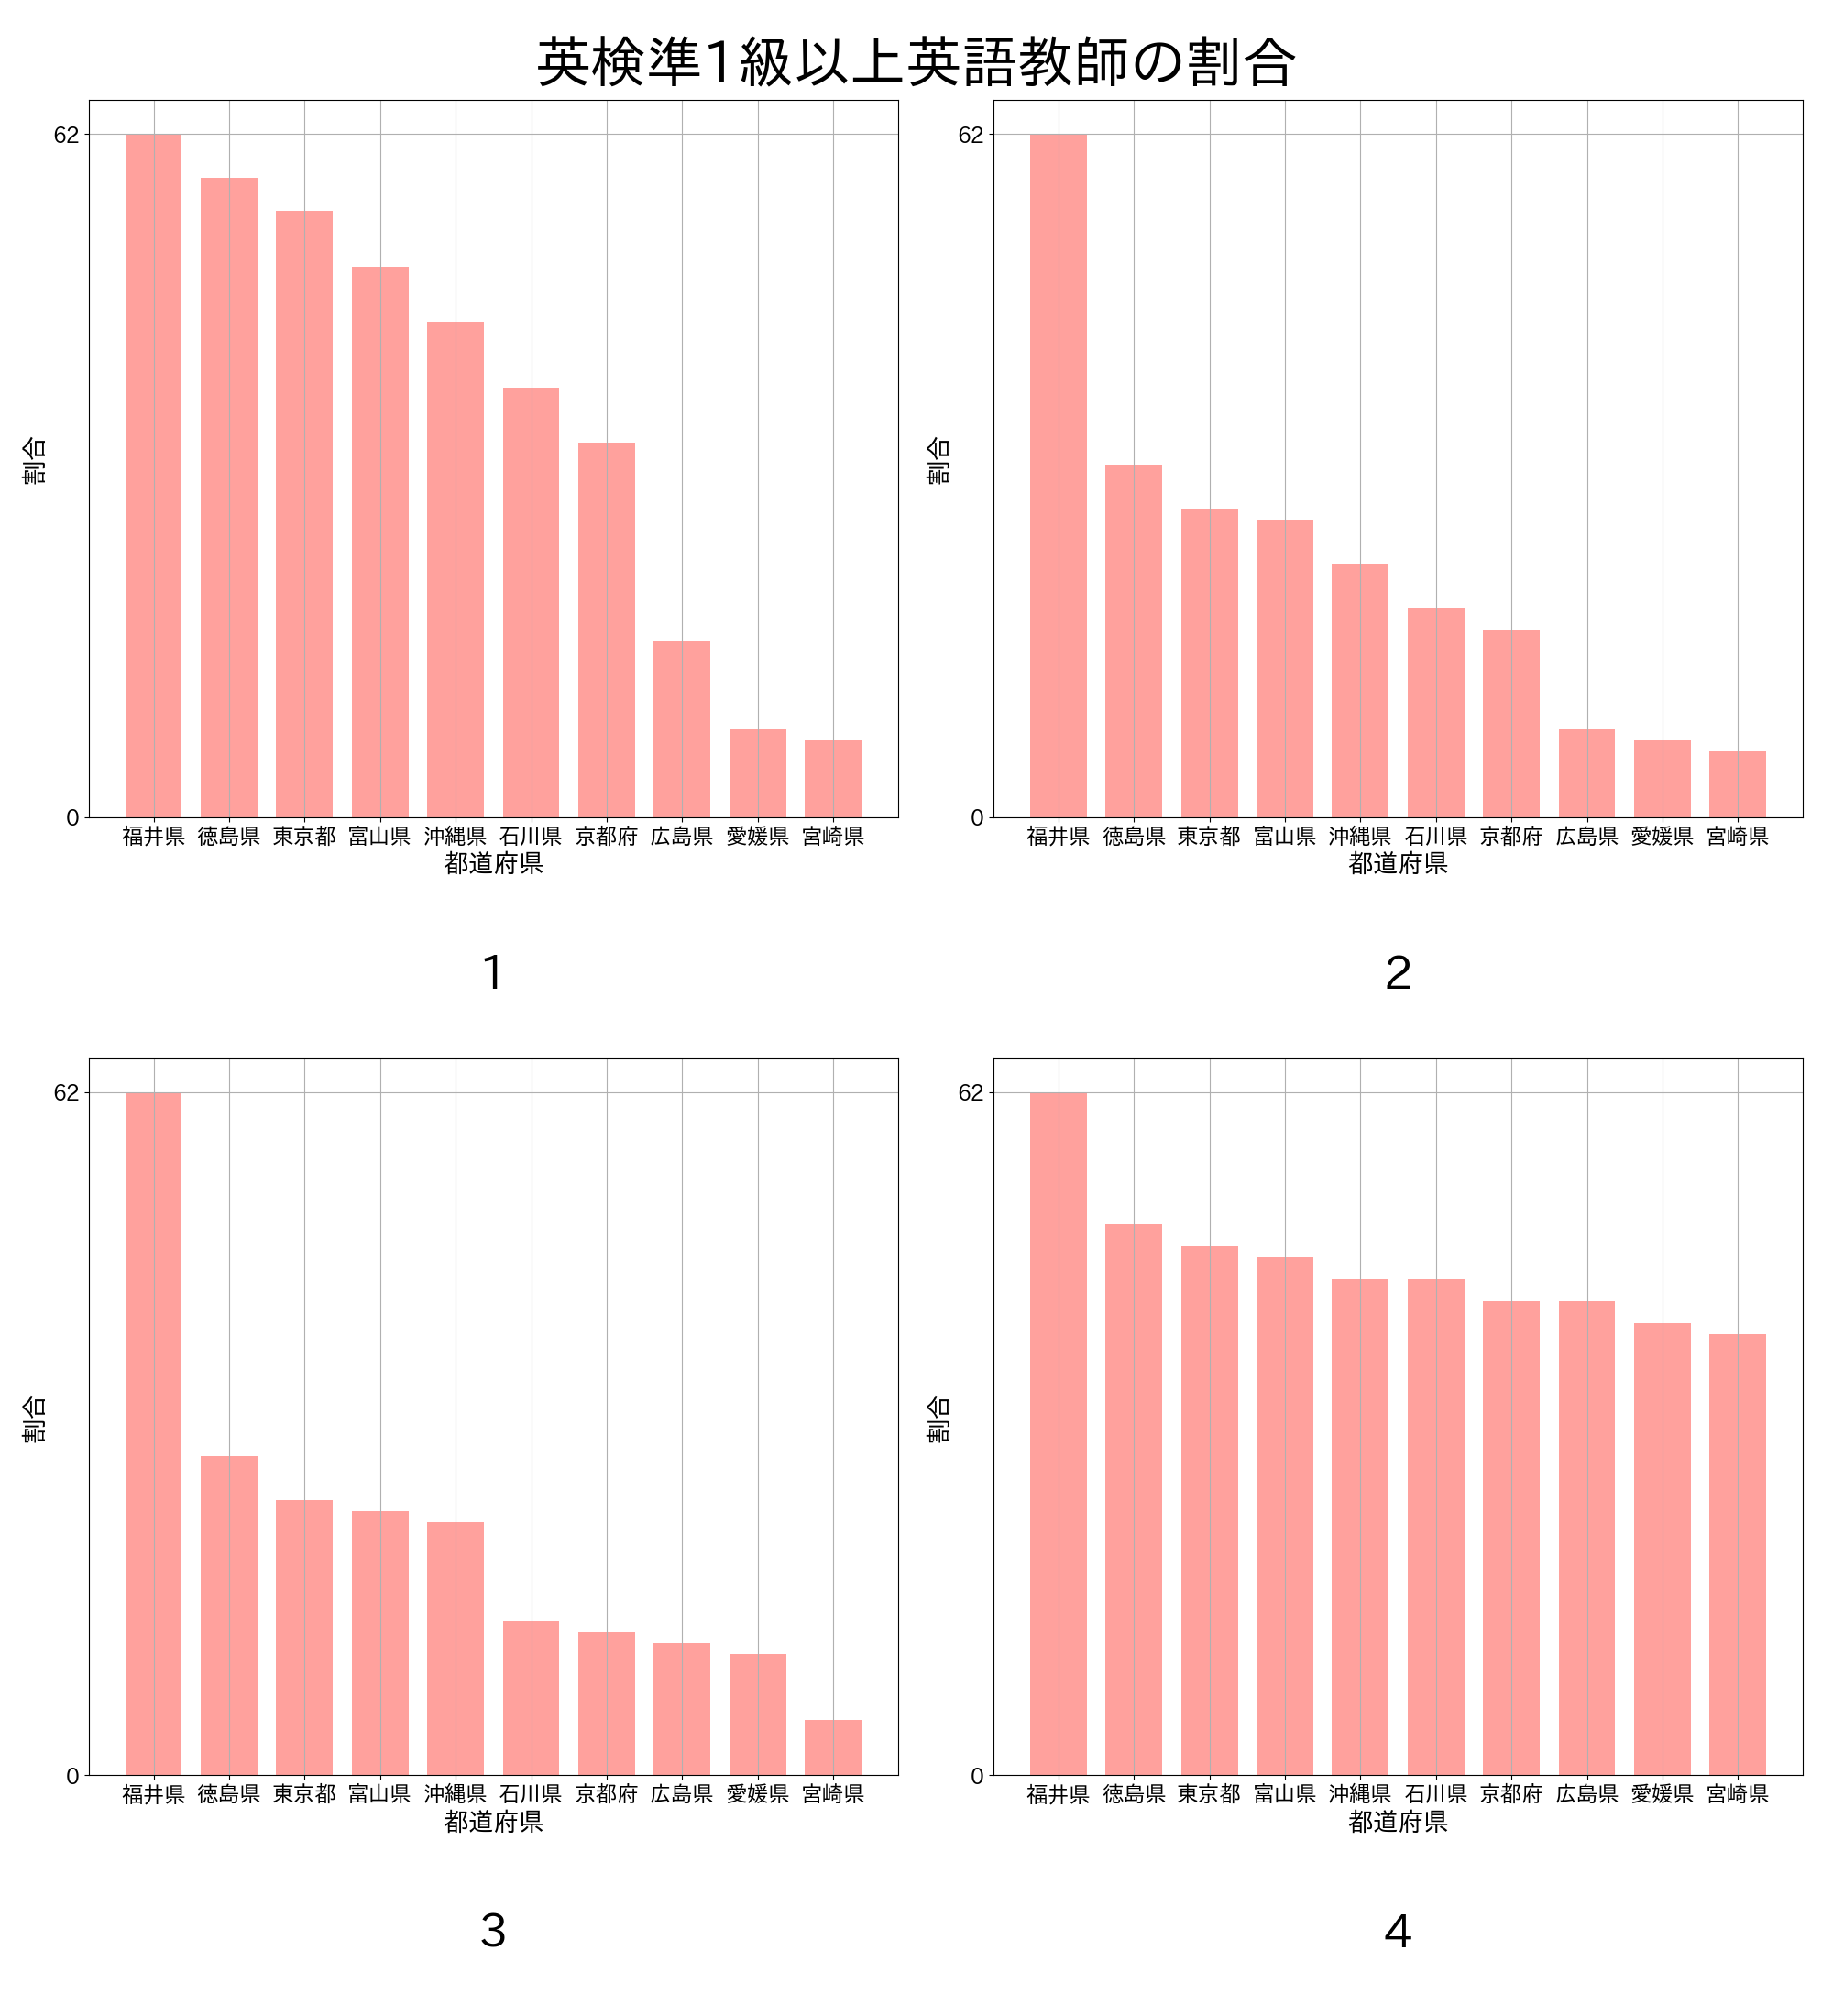 英検準1級以上英語教師の割合
62
割合
0
福井県 徳島県 東京都 富山県 沖縄県 石川県 京都府 広島県 愛媛県 宮崎県
都道府県
1
62
割合
0
福井県 徳島県 東京都 富山県 沖縄県 石川県 京都府 広島県 愛媛県 宮崎県
都道府県
2
62
割合
0
福井県 徳島県 東京都 富山県 沖縄県 石川県 京都府 広島県 愛媛県 宮崎県
都道府県
3
62
割合
0
福井県 徳島県 東京都 富山県 沖縄県 石川県 京都府 広島県 愛媛県 宮崎県
都道府県
4